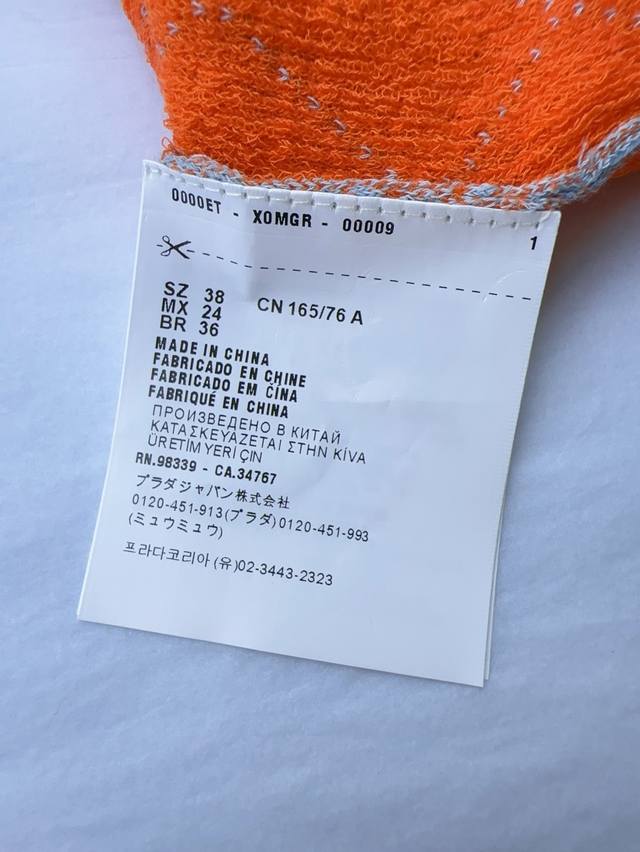 0000ET - X0MGR - 00009
1
SZ 38 CN 165/76 A
MX 24
BR 36
MADE IN CHINA
FABRICADO EN CHINE
FABRICADO EM CĪNA
FABRIQUÉ EN CHINA
ПРОИЗВЕДЕНО В КИТАЙ
ΚΑΤΑΣΚΕΥΑΖΕΤΑΙ ΣΤΗΝ ΚίVA
ÜRETİM YERİ ÇIN
RN.98339 - CA.34767
プラダジャパン株式会社
0120-451-913(プラダ)0120-451-993
(ミュウミュウ)
프라다코리아 (유)02-3443-2323